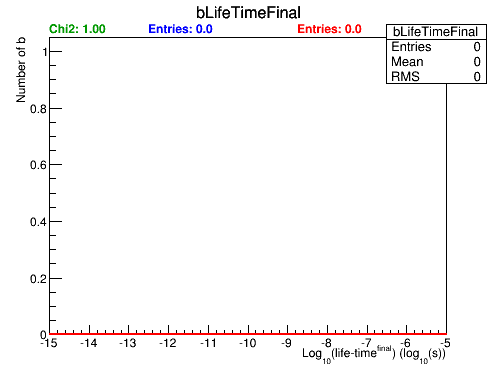 bLifeTimeFinal
Chi2: 1.00 Entries: 0.0 Entries: 0.0
bLifeTimeFinal
Entries 0
Mean 0
RMS 0
Number of b
1
0.8
0.6
0.4
0.2
0
-15 -14 -13 -12 -11 -10 -9 -8 -7 -6 -5
Log10(life-time^final) (log10(s))